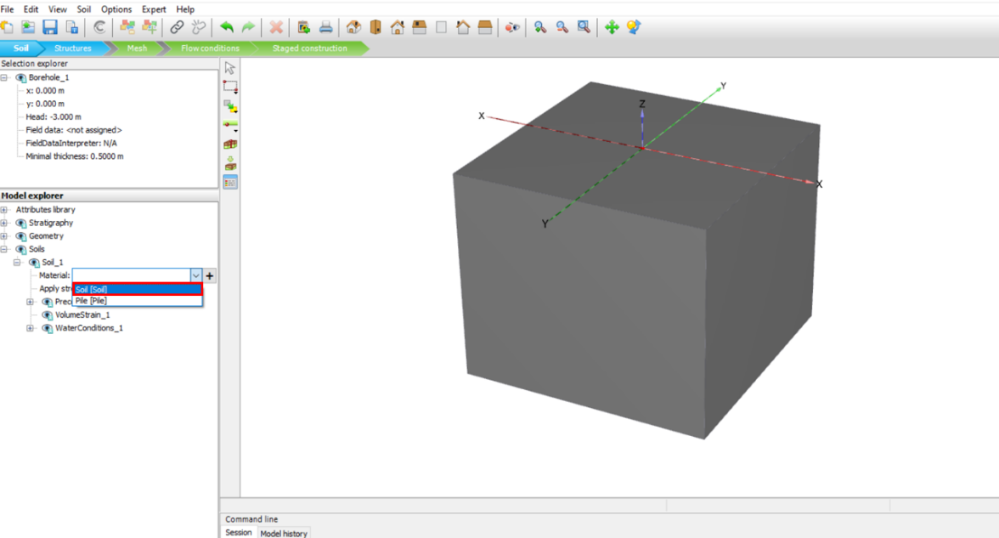 File Edit View Soil Options Expert Help
Soil Structures Mesh Flow conditions Staged construction
Selection explorer
Borehole_1
x: 0.000 m
y: 0.000 m
Head: -3.000 m
Field data: <not assigned>
FieldDataInterpreter: N/A
Minimal thickness: 0.5000 m
Model explorer
Attributes library
Stratigraphy
Geometry
Soils
Soil_1
Material:
Soil [Soil]
Apply
Pile [Pile]
VolumeStrain_1
WaterConditions_1
Y
Z
X
X
Y
Command line
Session Model history